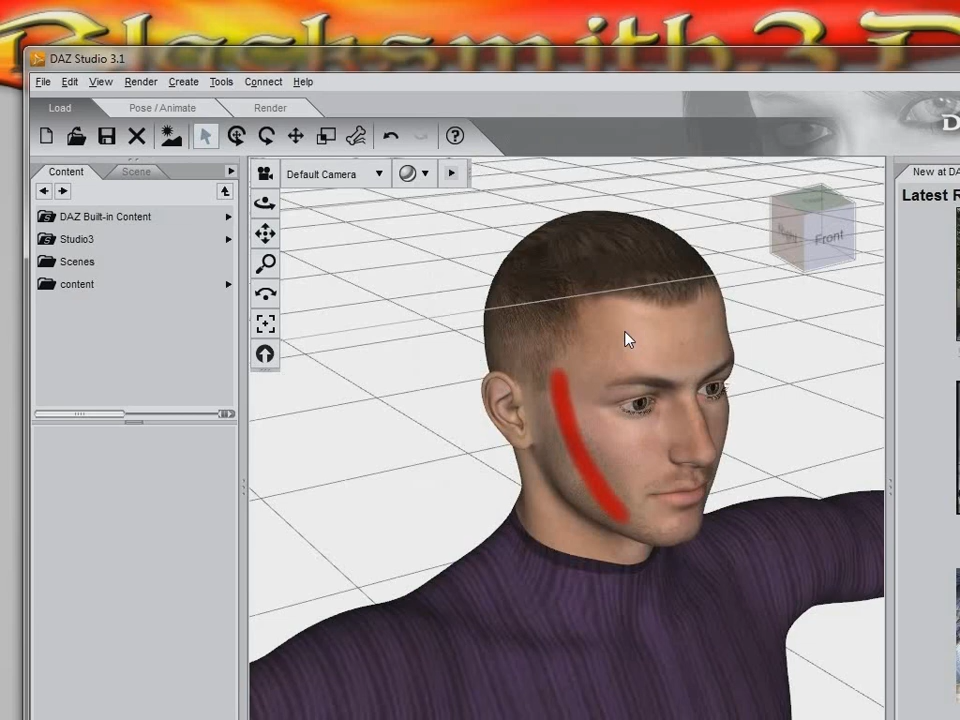 Blacksmith3D
DAZ Studio 3.1
File Edit View Render Create Tools Connect Help
Load Pose / Animate Render
D
Content Scene
Default Camera
New at DA
Latest R
DAZ Built-in Content
Studio3
Scenes
content
Right Front